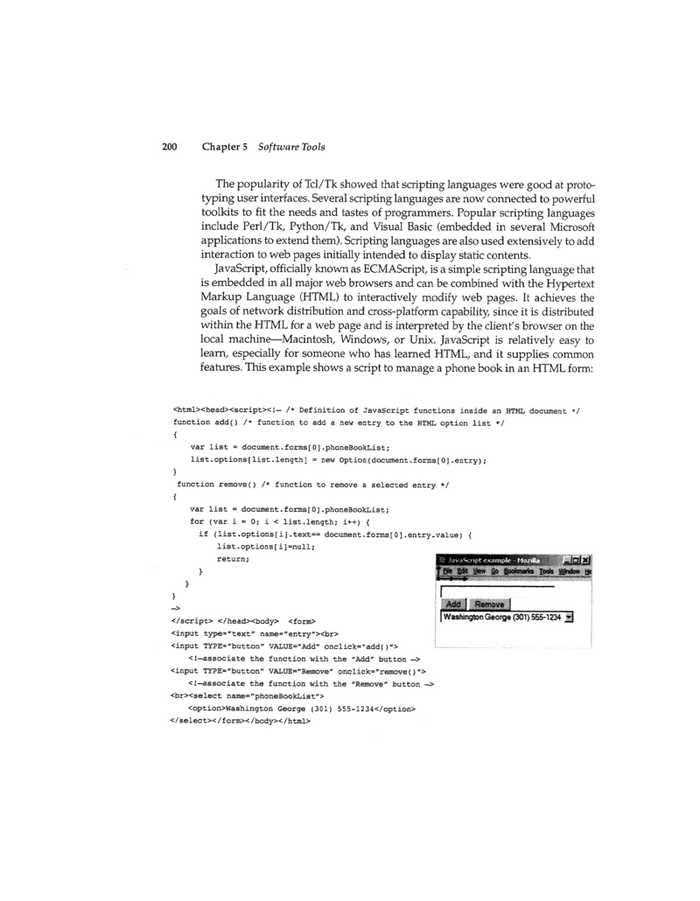 200 Chapter 5 Software Tools
The popularity of Tcl/Tk showed that scripting languages were good at proto-
typing user interfaces. Several scripting languages are now connected to powerful
toolkits to fit the needs and tastes of programmers. Popular scripting languages
include Perl/Tk, Python/Tk, and Visual Basic (embedded in several Microsoft
applications to extend them). Scripting languages are also used extensively to add
interaction to web pages initially intended to display static contents.
JavaScript, officially known as ECMAScript, is a simple scripting language that
is embedded in all major web browsers and can be combined with the Hypertext
Markup Language (HTML) to interactively modify web pages. It achieves the
goals of network distribution and cross-platform capability, since it is distributed
within the HTML for a web page and is interpreted by the client's browser on the
local machine—Macintosh, Windows, or Unix. JavaScript is relatively easy to
learn, especially for someone who has learned HTML, and it supplies common
features. This example shows a script to manage a phone book in an HTML form:
<html><head><script><!— /* Definition of JavaScript functions inside an HTML document */
function add() /* function to add a new entry to the HTML option list */
{
var list = document.forms[0].phoneBookList;
list.options[list.length] = new Option(document.forms[0].entry);
}
function remove() /* function to remove a selected entry */
{
var list = document.forms[0].phoneBookList;
for (var i = 0; i < list.length; i++) {
if (list.options[i].text== document.forms[0].entry.value) {
list.options[i]=null;
return;
}
}
}
—>
</script> </head><body> <form>
<input type="text" name="entry"><br>
<input TYPE="button" VALUE="Add" onclick="add()">
<!—associate the function with the "Add" button —>
<input TYPE="button" VALUE="Remove" onclick="remove()">
<!—associate the function with the "Remove" button —>
<br><select name="phoneBookList">
<option>Washington George (301) 555-1234</option>
</select></form></body></html>
JavaScript example - Mozilla
File Edit View Go Bookmarks Tools Window He
Add Remove
Washington George (301) 555-1234